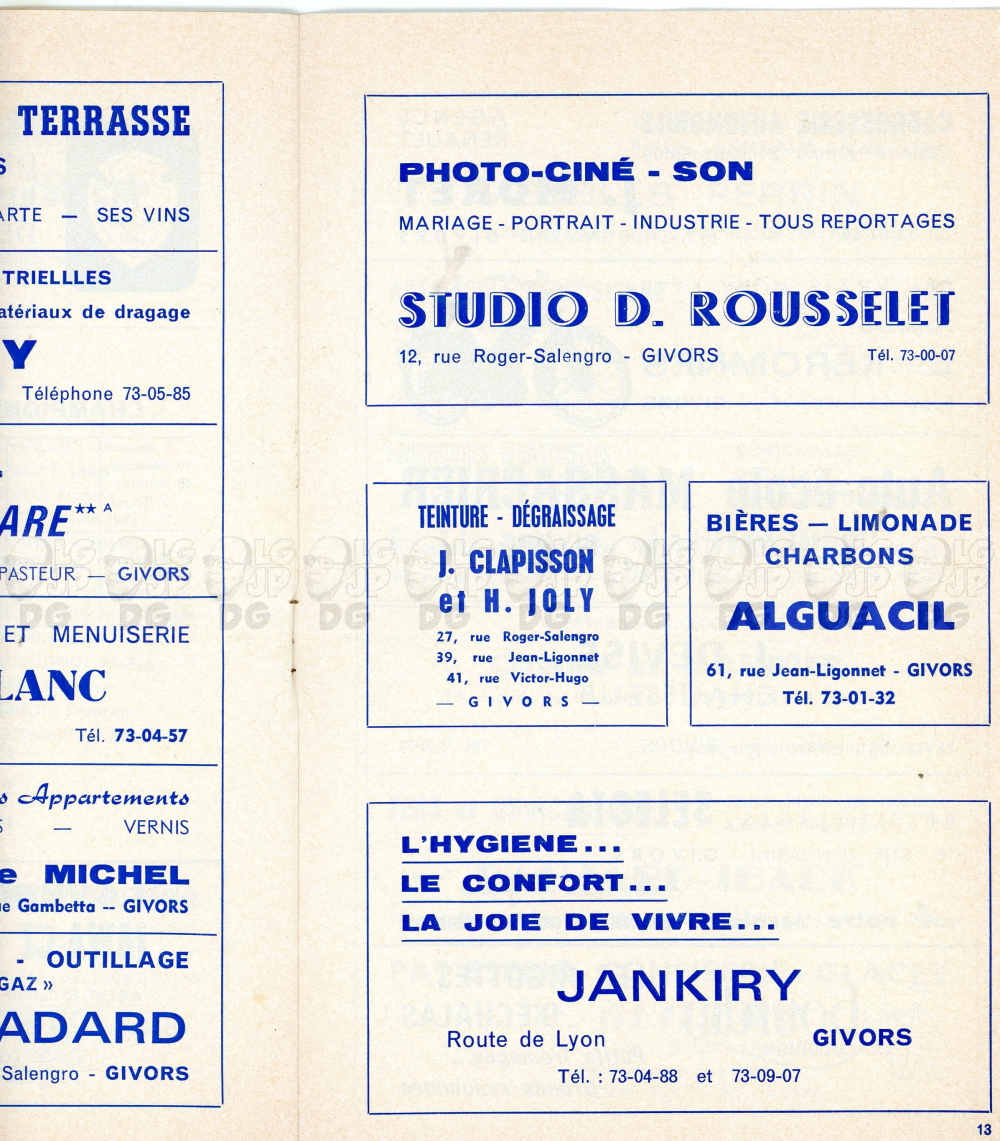 TERRASSE
S
ARTE — SES VINS
TRIELLLES
atériaux de dragage
Y
Téléphone 73-05-85
s
ARE ★★ A
PASTEUR — GIVORS
ET MENUISERIE
LANC
Tél. 73-04-57
s Appartements
S — VERNIS
e MICHEL
ue Gambetta -- GIVORS
- OUTILLAGE
GAZ »
ADARD
Salengro - GIVORS
PHOTO-CINÉ - SON
MARIAGE - PORTRAIT - INDUSTRIE - TOUS REPORTAGES
STUDIO D. ROUSSELET
12, rue Roger-Salengro - GIVORS Tél. 73-00-07
TEINTURE - DÉGRAISSAGE
J. CLAPISSON
et H. JOLY
27, rue Roger-Salengro
39, rue Jean-Ligonnet
41, rue Victor-Hugo
— GIVORS —
BIÈRES — LIMONADE
CHARBONS
ALGUACIL
61, rue Jean-Ligonnet - GIVORS
Tél. 73-01-32
L'HYGIENE...
LE CONFORT...
LA JOIE DE VIVRE...
JANKIRY
Route de Lyon GIVORS
Tél. : 73-04-88 et 73-09-07
13